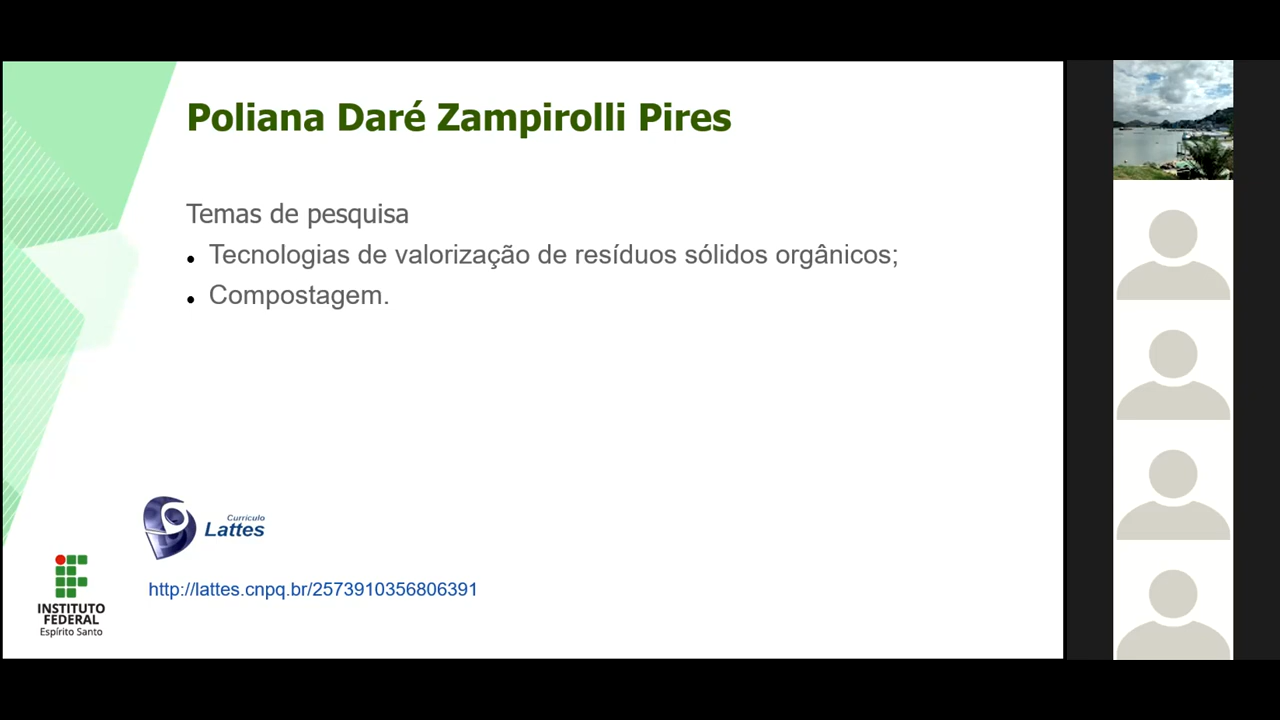 Poliana Daré Zampirolli Pires
Temas de pesquisa
Tecnologias de valorização de resíduos sólidos orgânicos;
Compostagem.
Currículo
Lattes
http://lattes.cnpq.br/2573910356806391
INSTITUTO
FEDERAL
Espírito Santo